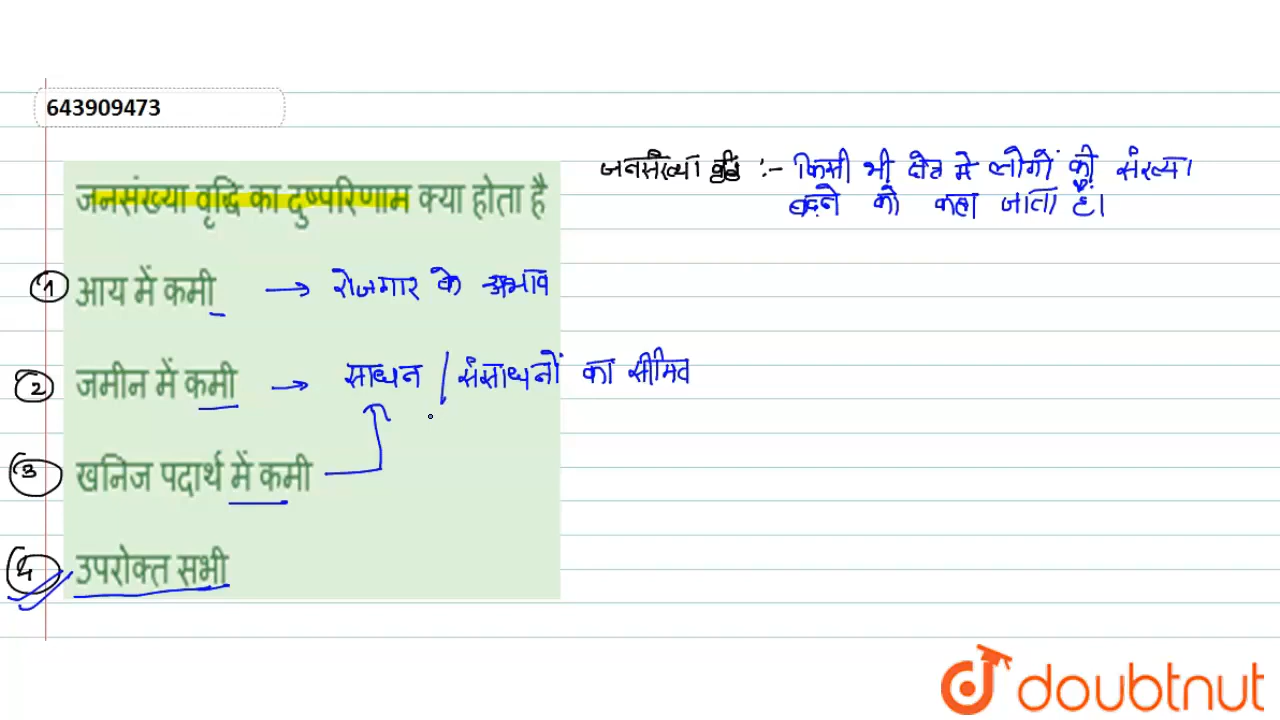 643909473
जनसंख्या वृद्धि :- किसी भी क्षेत्र मे लोगों की संख्या
बढ़ने को कहा जाता है।
जनसंख्या वृद्धि का दुष्परिणाम क्या होता है
1 आय में कमी → रोजगार के अभाव
2 जमीन में कमी → साधन / संसाधनों का सीमित
3 खनिज पदार्थ में कमी
4 उपरोक्त सभी
doubtnut